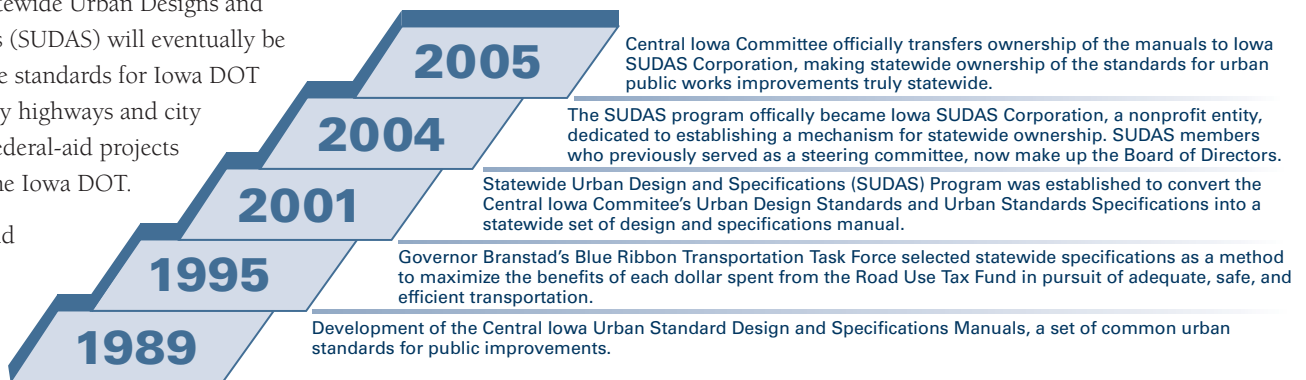 tewide Urban Designs and
s (SUDAS) will eventually be
e standards for Iowa DOT
y highways and city
ederal-aid projects
ne Iowa DOT.
nd
2005
Central Iowa Committee officially transfers ownership of the manuals to Iowa
SUDAS Corporation, making statewide ownership of the standards for urban
public works improvements truly statewide.
2004
The SUDAS program offically became Iowa SUDAS Corporation, a nonprofit entity,
dedicated to establishing a mechanism for statewide ownership. SUDAS members
who previously served as a steering committee, now make up the Board of Directors.
2001
Statewide Urban Design and Specifications (SUDAS) Program was established to convert the
Central Iowa Commitee’s Urban Design Standards and Urban Standards Specifications into a
statewide set of design and specifications manual.
1995
Governor Branstad’s Blue Ribbon Transportation Task Force selected statewide specifications as a method
to maximize the benefits of each dollar spent from the Road Use Tax Fund in pursuit of adequate, safe, and
efficient transportation.
1989
Development of the Central Iowa Urban Standard Design and Specifications Manuals, a set of common urban
standards for public improvements.